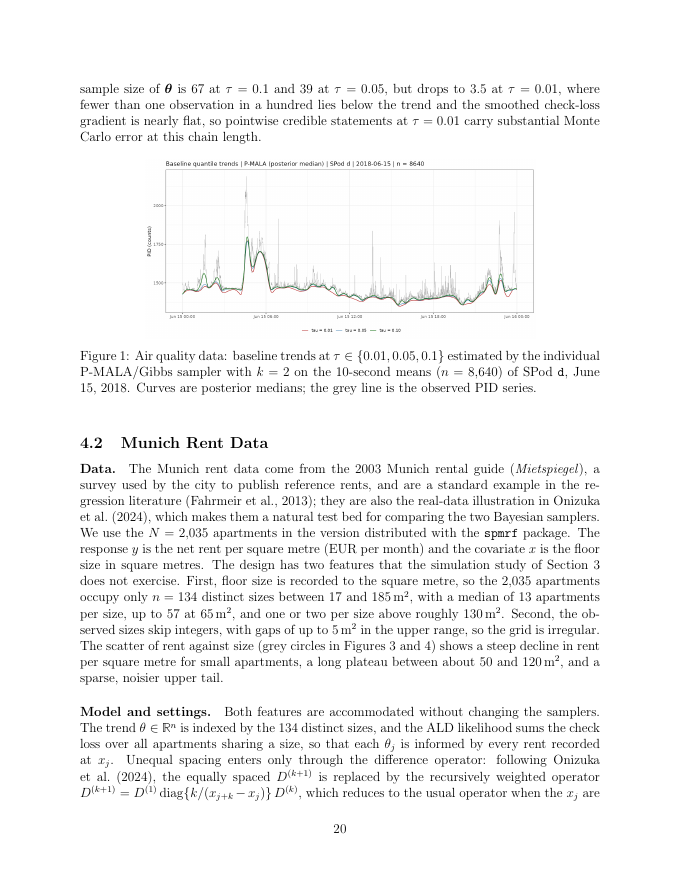 sample size of θ is 67 at τ = 0.1 and 39 at τ = 0.05, but drops to 3.5 at τ = 0.01, where
fewer than one observation in a hundred lies below the trend and the smoothed check-loss
gradient is nearly flat, so pointwise credible statements at τ = 0.01 carry substantial Monte
Carlo error at this chain length.
Baseline quantile trends | P-MALA (posterior median) | SPod d | 2018-06-15 | n = 8640
PID (counts)
2000
1750
1500
Jun 15 00:00 Jun 15 06:00 Jun 15 12:00 Jun 15 18:00 Jun 16 00:00
tau = 0.01 tau = 0.05 tau = 0.10
Figure 1: Air quality data: baseline trends at τ ∈ {0.01, 0.05, 0.1} estimated by the individual
P-MALA/Gibbs sampler with k = 2 on the 10-second means (n = 8,640) of SPod d, June
15, 2018. Curves are posterior medians; the grey line is the observed PID series.
4.2 Munich Rent Data
Data. The Munich rent data come from the 2003 Munich rental guide (Mietspiegel), a
survey used by the city to publish reference rents, and are a standard example in the re-
gression literature (Fahrmeir et al., 2013); they are also the real-data illustration in Onizuka
et al. (2024), which makes them a natural test bed for comparing the two Bayesian samplers.
We use the N = 2,035 apartments in the version distributed with the spmrf package. The
response y is the net rent per square metre (EUR per month) and the covariate x is the floor
size in square metres. The design has two features that the simulation study of Section 3
does not exercise. First, floor size is recorded to the square metre, so the 2,035 apartments
occupy only n = 134 distinct sizes between 17 and 185 m², with a median of 13 apartments
per size, up to 57 at 65 m², and one or two per size above roughly 130 m². Second, the ob-
served sizes skip integers, with gaps of up to 5 m² in the upper range, so the grid is irregular.
The scatter of rent against size (grey circles in Figures 3 and 4) shows a steep decline in rent
per square metre for small apartments, a long plateau between about 50 and 120 m², and a
sparse, noisier upper tail.
Model and settings. Both features are accommodated without changing the samplers.
The trend θ ∈ ℝⁿ is indexed by the 134 distinct sizes, and the ALD likelihood sums the check
loss over all apartments sharing a size, so that each θⱼ is informed by every rent recorded
at xⱼ. Unequal spacing enters only through the difference operator: following Onizuka
et al. (2024), the equally spaced D^(k+1) is replaced by the recursively weighted operator
D^(k+1) = D^(1) diag{k/(x_{j+k} − x_j)} D^(k), which reduces to the usual operator when the x_j are
20